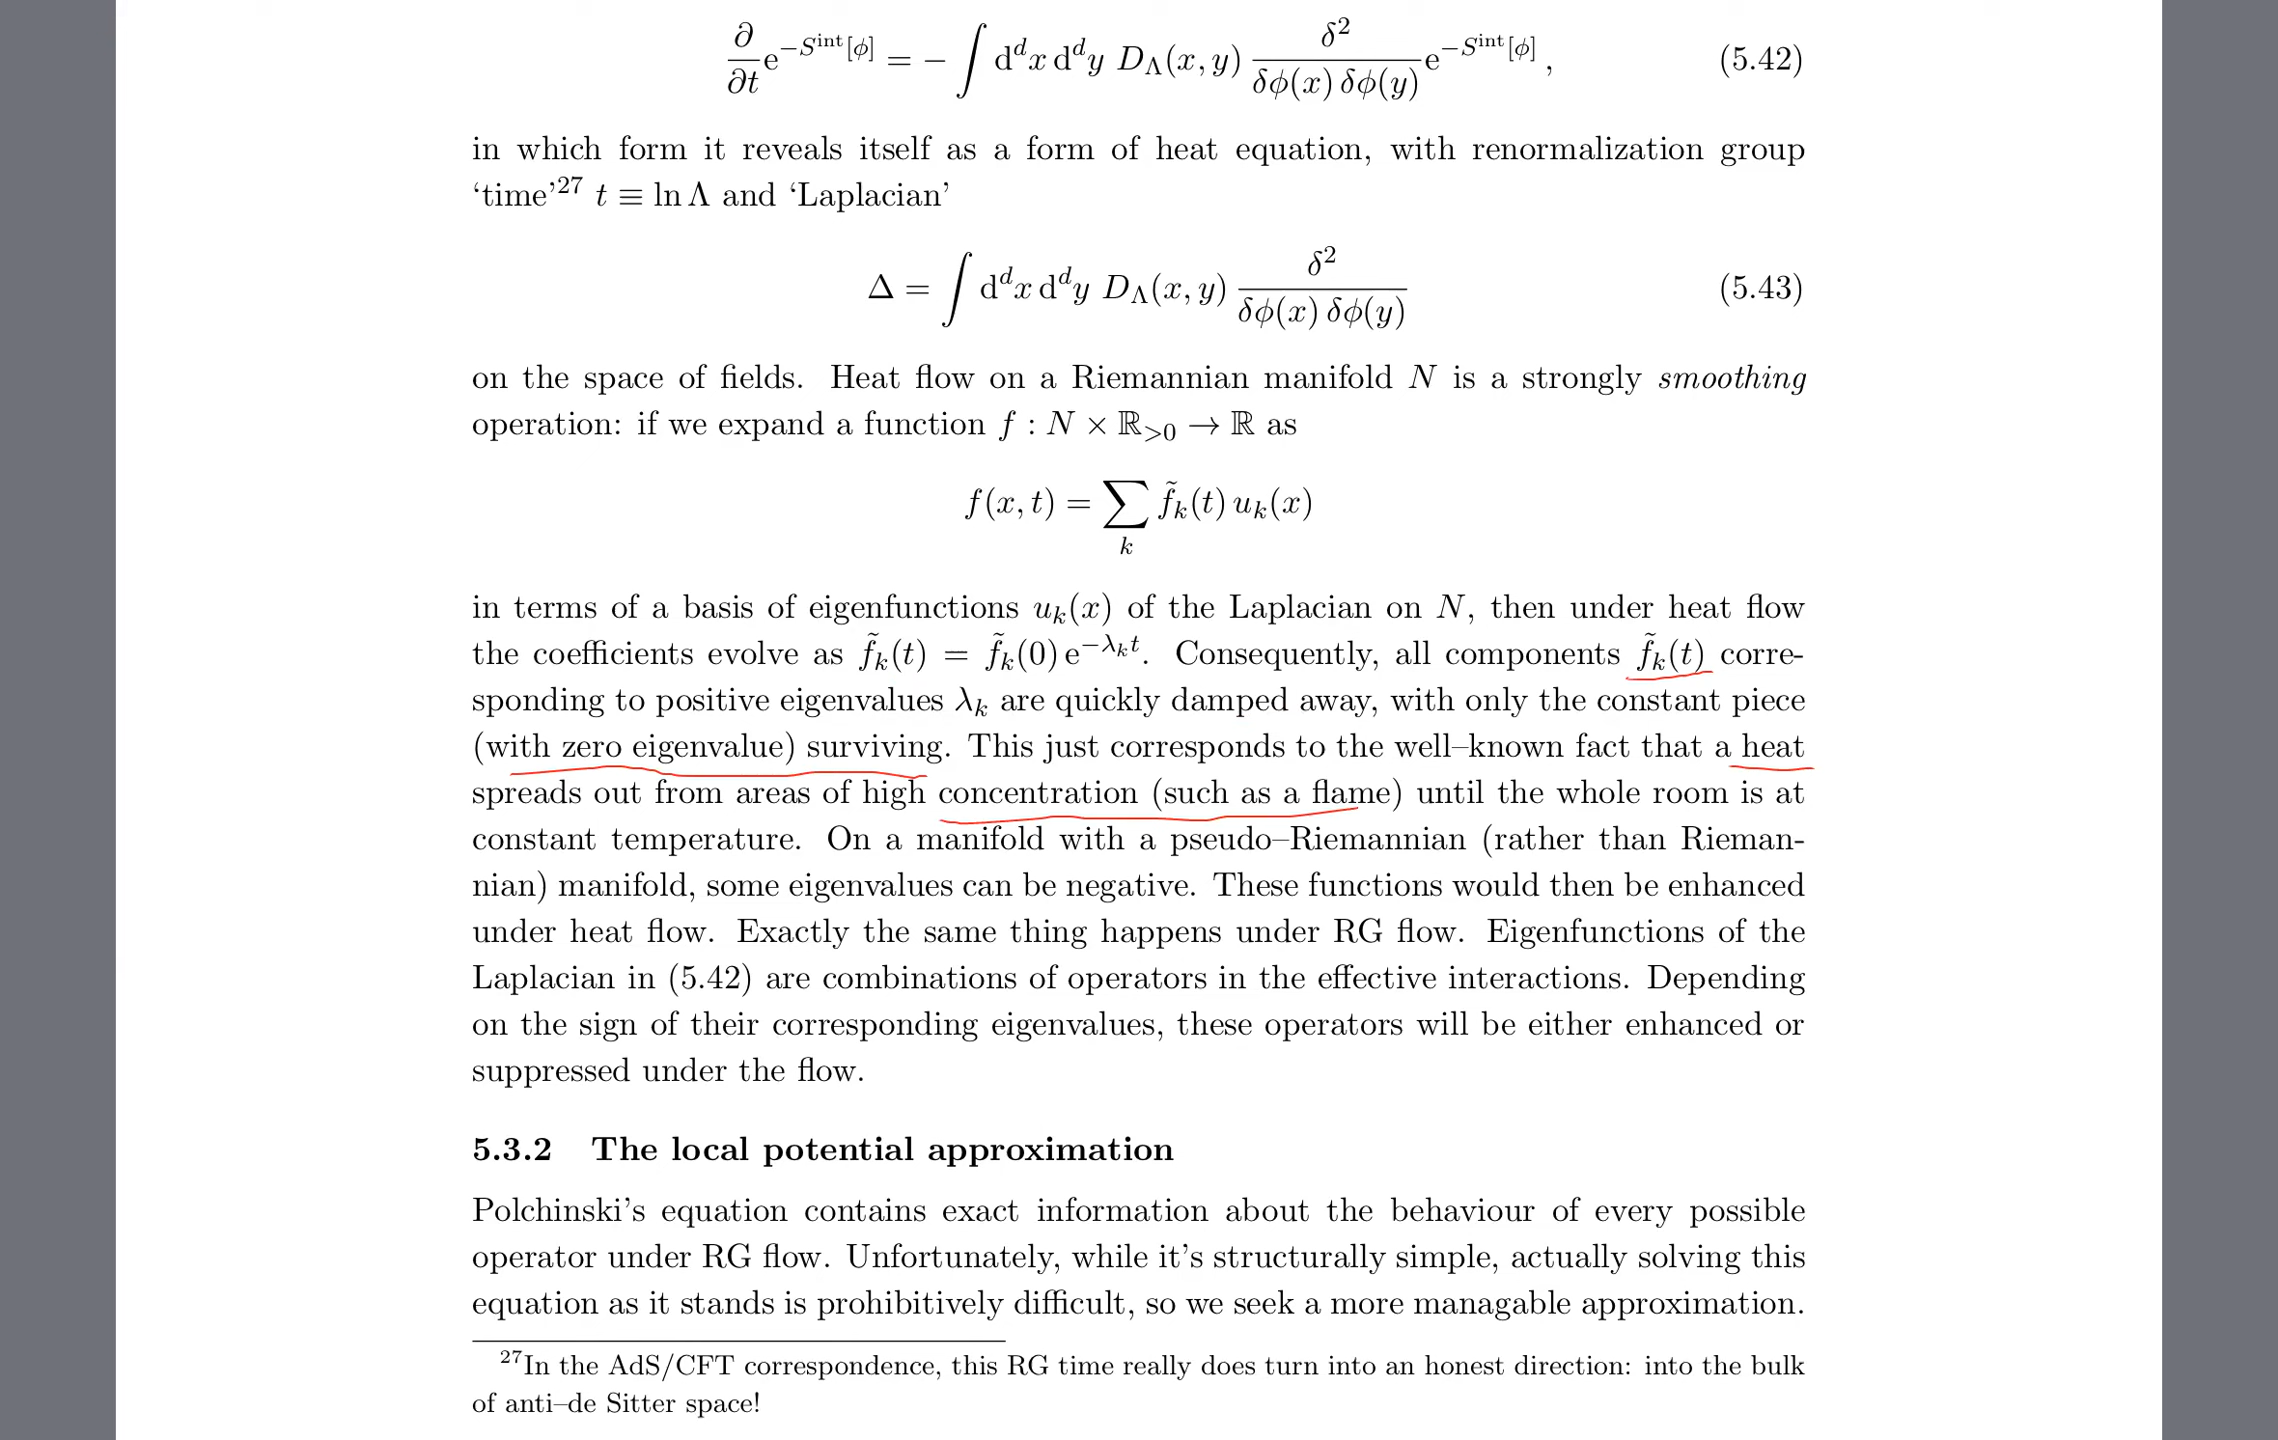 ∂/∂t e^{−S^{int}[ϕ]} = − ∫ d^dx d^dy D_Λ(x, y) δ²/(δϕ(x) δϕ(y)) e^{−S^{int}[ϕ]} , (5.42)
in which form it reveals itself as a form of heat equation, with renormalization group
‘time’²⁷ t ≡ ln Λ and ‘Laplacian’
Δ = ∫ d^dx d^dy D_Λ(x, y) δ²/(δϕ(x) δϕ(y)) (5.43)
on the space of fields. Heat flow on a Riemannian manifold N is a strongly smoothing
operation: if we expand a function f : N × ℝ_{>0} → ℝ as
f(x, t) = ∑_k f̃_k(t) u_k(x)
in terms of a basis of eigenfunctions u_k(x) of the Laplacian on N, then under heat flow
the coefficients evolve as f̃_k(t) = f̃_k(0) e^{−λ_k t}. Consequently, all components f̃_k(t) corre-
sponding to positive eigenvalues λ_k are quickly damped away, with only the constant piece
(with zero eigenvalue) surviving. This just corresponds to the well–known fact that a heat
spreads out from areas of high concentration (such as a flame) until the whole room is at
constant temperature. On a manifold with a pseudo–Riemannian (rather than Rieman-
nian) manifold, some eigenvalues can be negative. These functions would then be enhanced
under heat flow. Exactly the same thing happens under RG flow. Eigenfunctions of the
Laplacian in (5.42) are combinations of operators in the effective interactions. Depending
on the sign of their corresponding eigenvalues, these operators will be either enhanced or
suppressed under the flow.
5.3.2 The local potential approximation
Polchinski’s equation contains exact information about the behaviour of every possible
operator under RG flow. Unfortunately, while it’s structurally simple, actually solving this
equation as it stands is prohibitively difficult, so we seek a more managable approximation.
²⁷In the AdS/CFT correspondence, this RG time really does turn into an honest direction: into the bulk
of anti–de Sitter space!